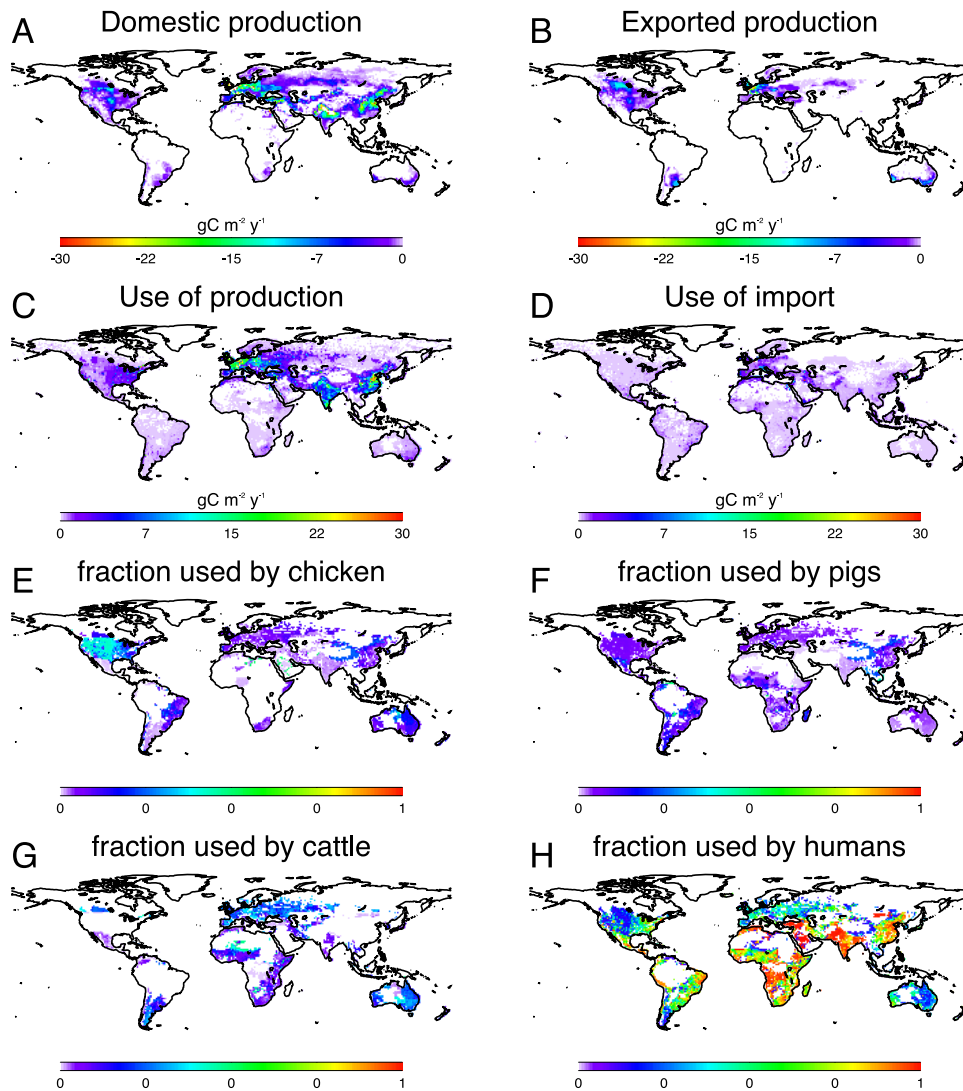 A Domestic production
B Exported production
gC m⁻² y⁻¹
-30 -22 -15 -7 0
gC m⁻² y⁻¹
-30 -22 -15 -7 0
C Use of production
D Use of import
gC m⁻² y⁻¹
0 7 15 22 30
gC m⁻² y⁻¹
0 7 15 22 30
E fraction used by chicken
F fraction used by pigs
0 0 0 0 1
0 0 0 0 1
G fraction used by cattle
H fraction used by humans
0 0 0 0 1
0 0 0 0 1